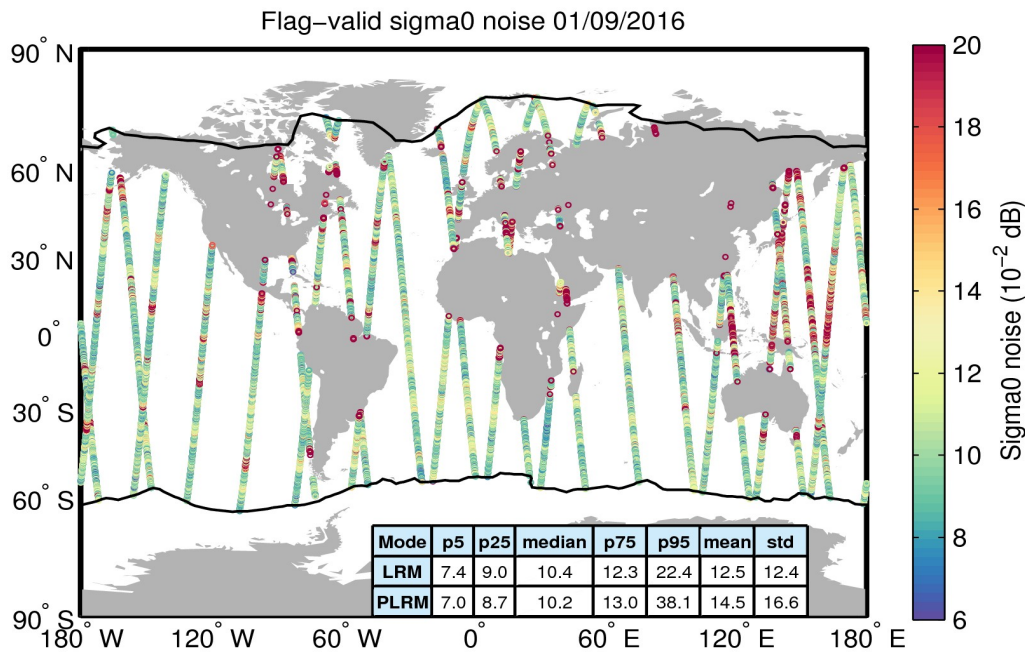 Flag−valid sigma0 noise 01/09/2016
90° N
60° N
30° N
0°
30° S
60° S
90° S
180° W
120° W
60° W
0°
60° E
120° E
180° E
Mode p5 p25 median p75 p95 mean std
LRM 7.4 9.0 10.4 12.3 22.4 12.5 12.4
PLRM 7.0 8.7 10.2 13.0 38.1 14.5 16.6
20
18
16
14
12
10
8
6
Sigma0 noise (10⁻² dB)